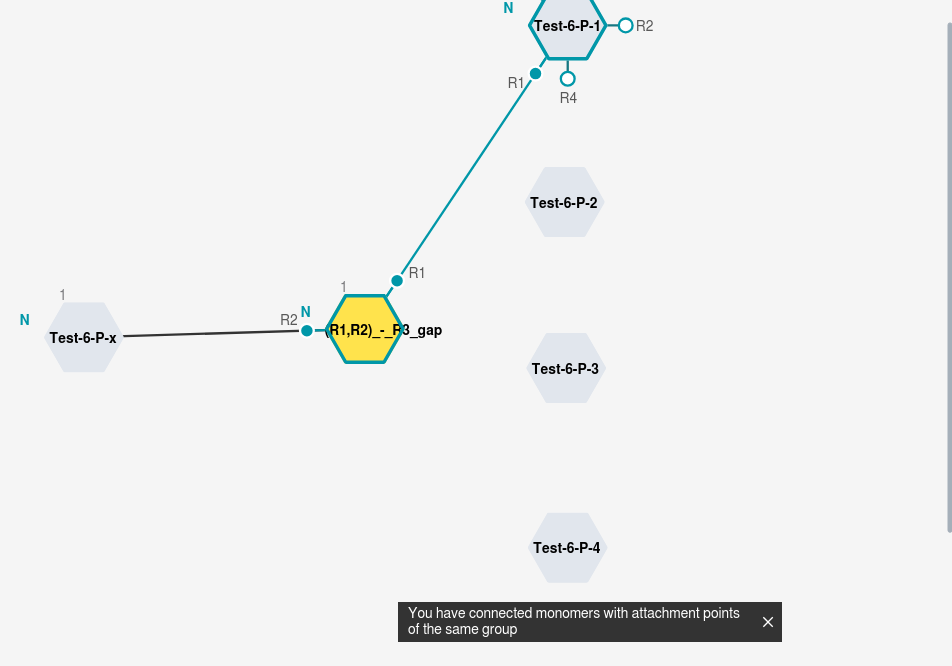 N
Test-6-P-1
R2
R1
R4
Test-6-P-2
R1
1
1
N
R2
N
(R1,R2)_-_R3_gap
Test-6-P-x
Test-6-P-3
Test-6-P-4
You have connected monomers with attachment points
of the same group